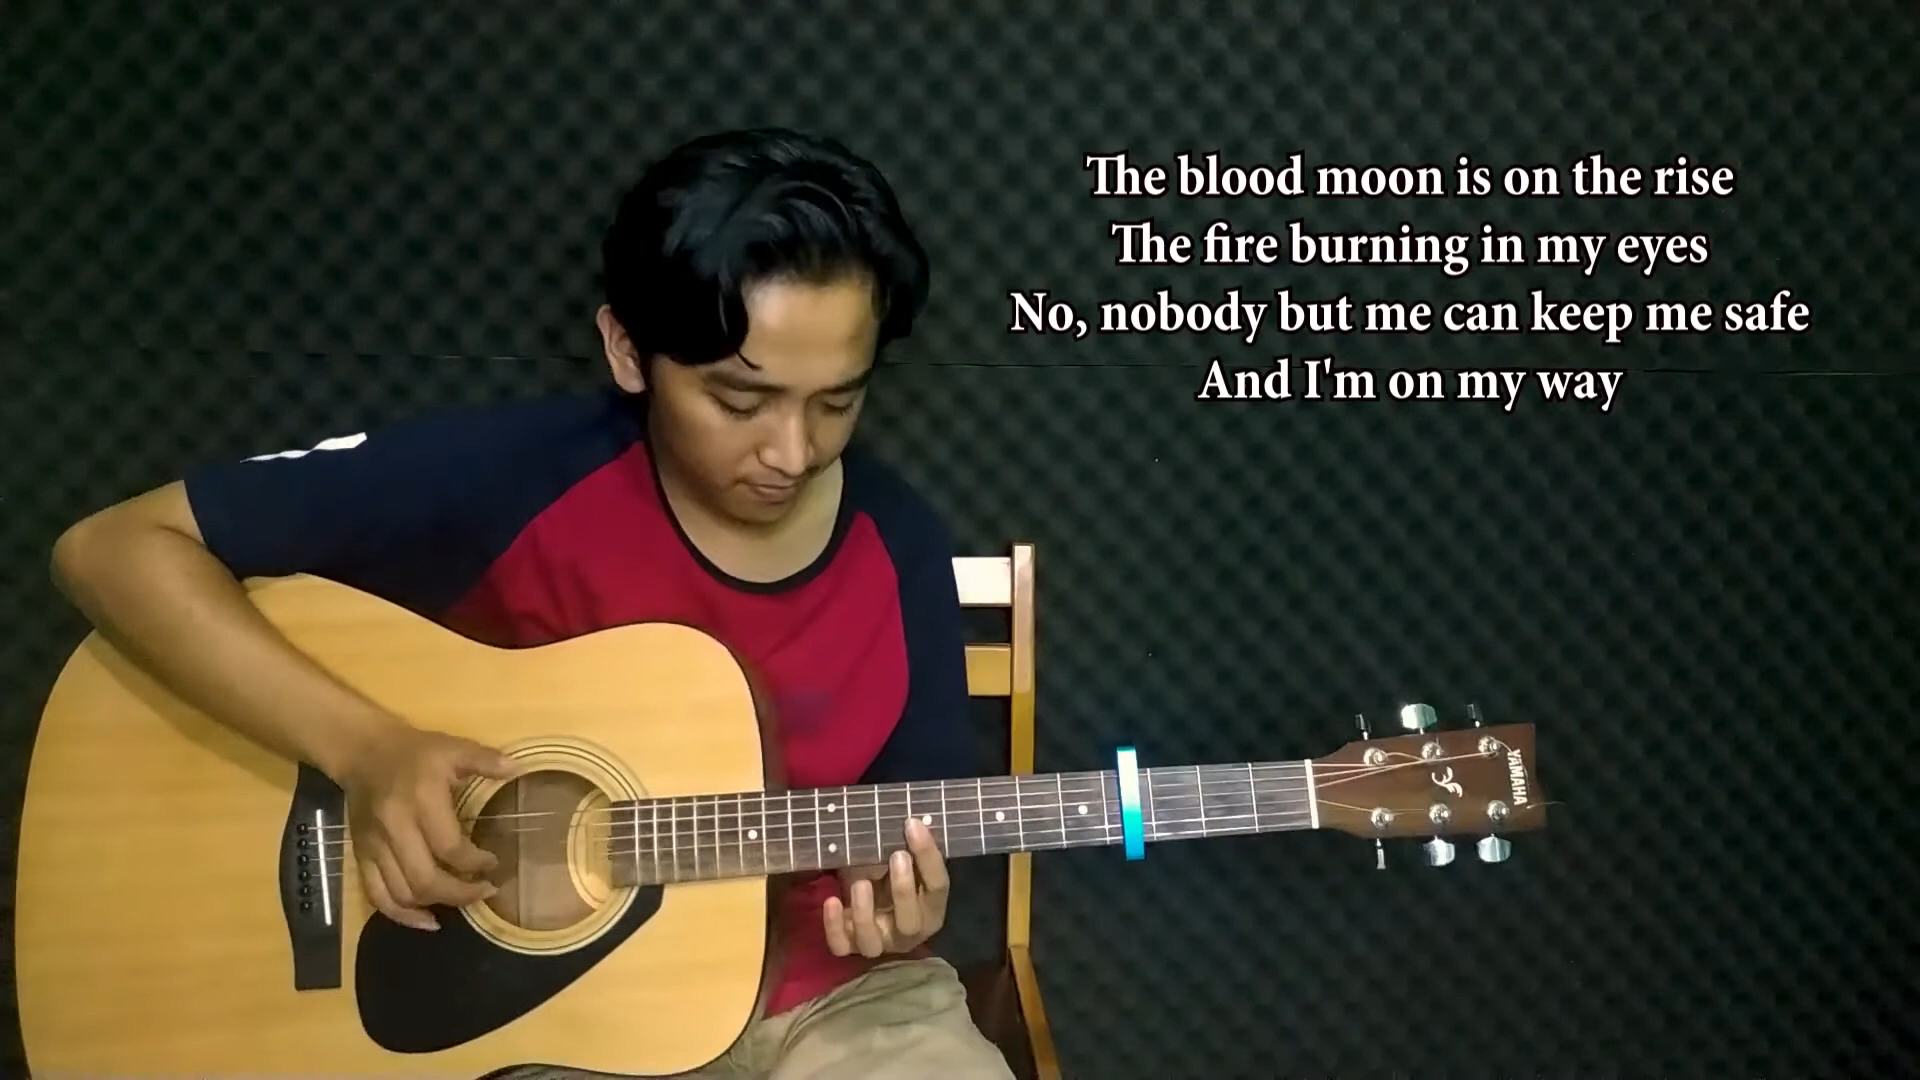 The blood moon is on the rise
The fire burning in my eyes
No, nobody but me can keep me safe
And I'm on my way
YAMAHA